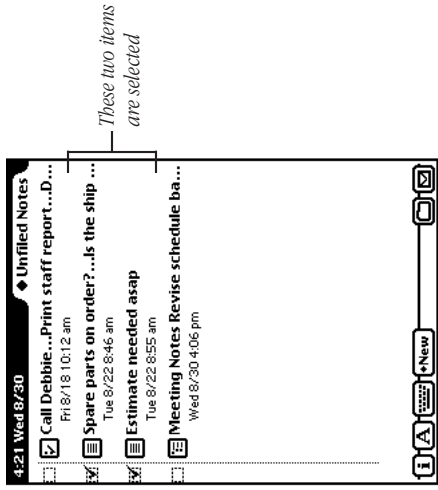 4:21 Wed 8/30
◆ Unfiled Notes
Call Debbie...Print staff report...D...
Fri 8/18 10:12 am
Spare parts on order?...Is the ship ...
Tue 8/22 8:46 am
Estimate needed asap
Tue 8/22 8:55 am
Meeting Notes Revise schedule ba...
Wed 8/30 4:06 pm
i A ◆New
These two items
are selected